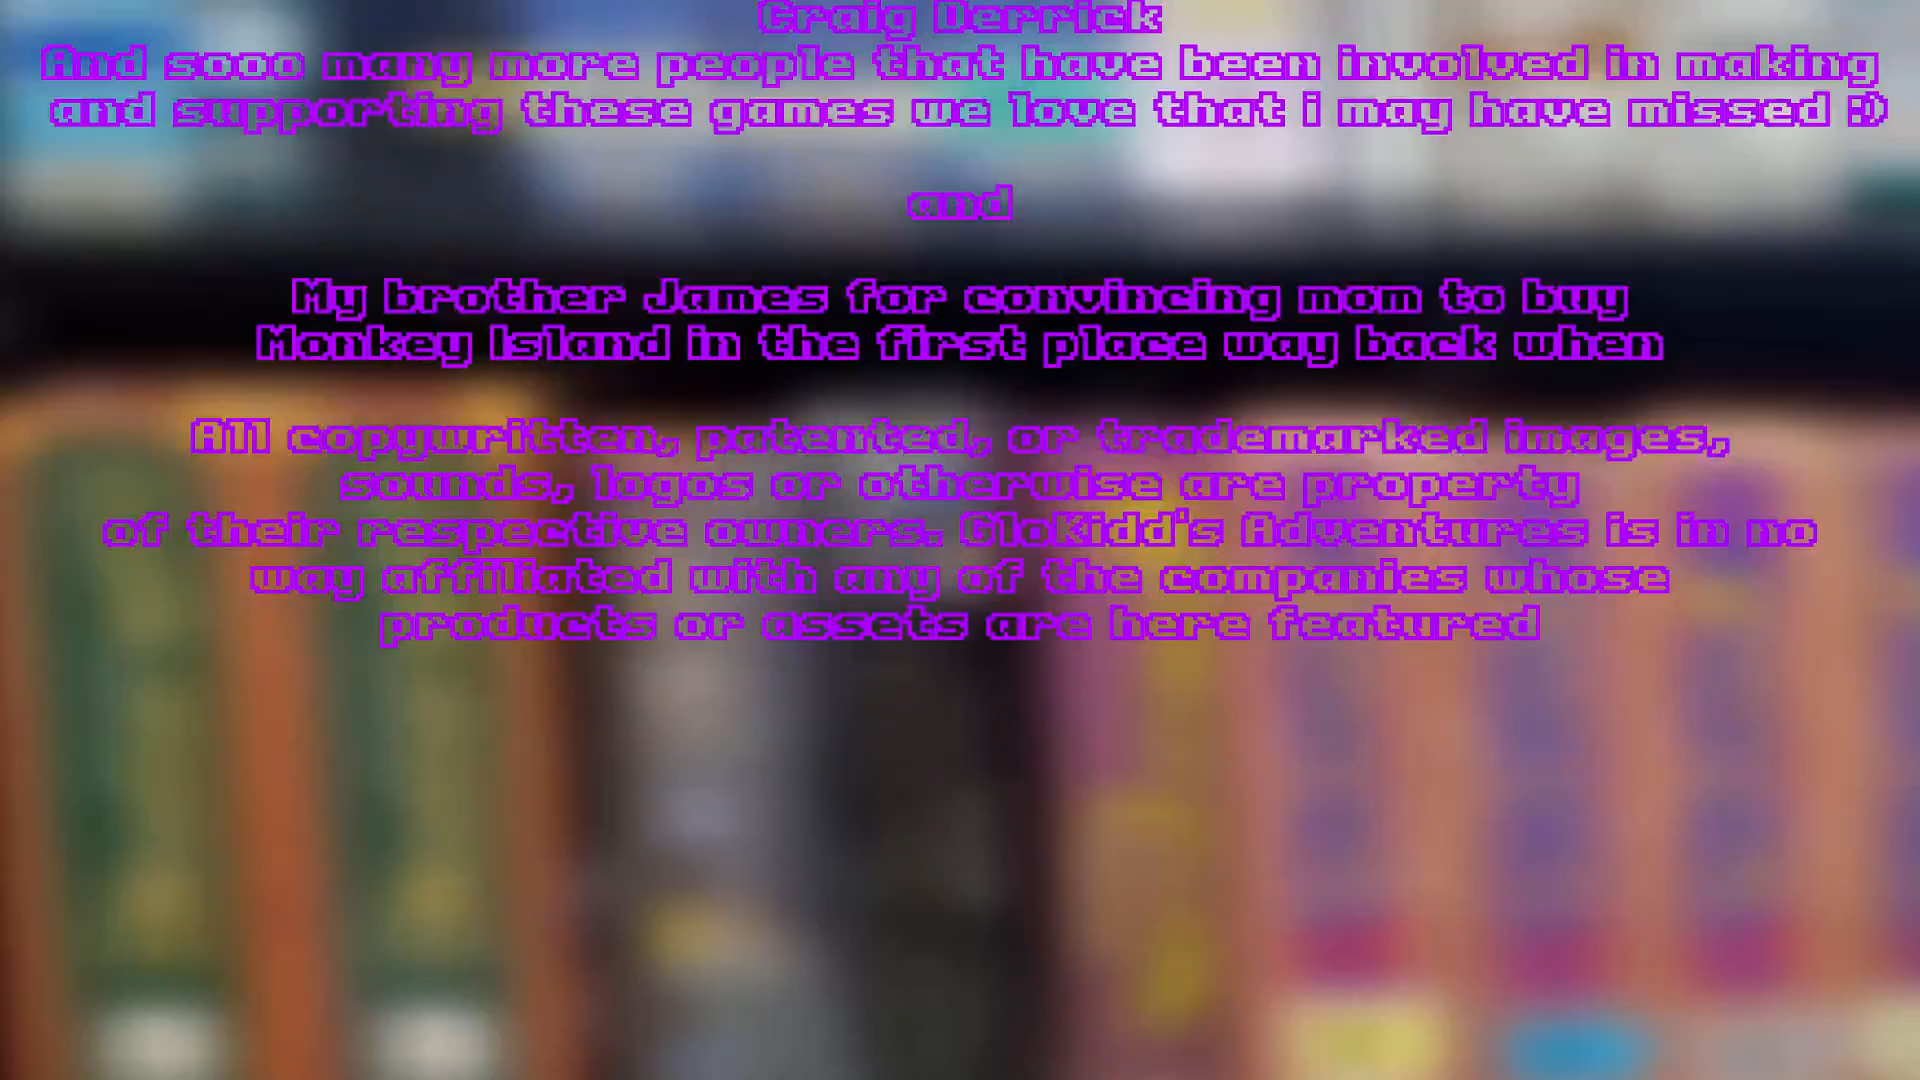 Craig Derrick
And sooo many more people that have been involved in making
and supporting these games we love that i may have missed :)
and
My brother James for convincing mom to buy
Monkey Island in the first place way back when
All copywritten, patented, or trademarked images,
sounds, logos or otherwise are property
of their respective owners. GloKidd's Adventures is in no
way affiliated with any of the companies whose
products or assets are here featured